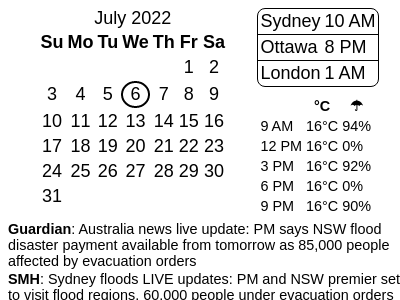 July 2022
Su Mo Tu We Th Fr Sa
1 2
3 4 5 6 7 8 9
10 11 12 13 14 15 16
17 18 19 20 21 22 23
24 25 26 27 28 29 30
31
Sydney 10 AM
Ottawa 8 PM
London 1 AM
°C ☂
9 AM 16°C 94%
12 PM 16°C 0%
3 PM 16°C 92%
6 PM 16°C 0%
9 PM 16°C 90%
Guardian: Australia news live update: PM says NSW flood
disaster payment available from tomorrow as 85,000 people
affected by evacuation orders
SMH: Sydney floods LIVE updates: PM and NSW premier set
to visit flood regions, 60,000 people under evacuation orders